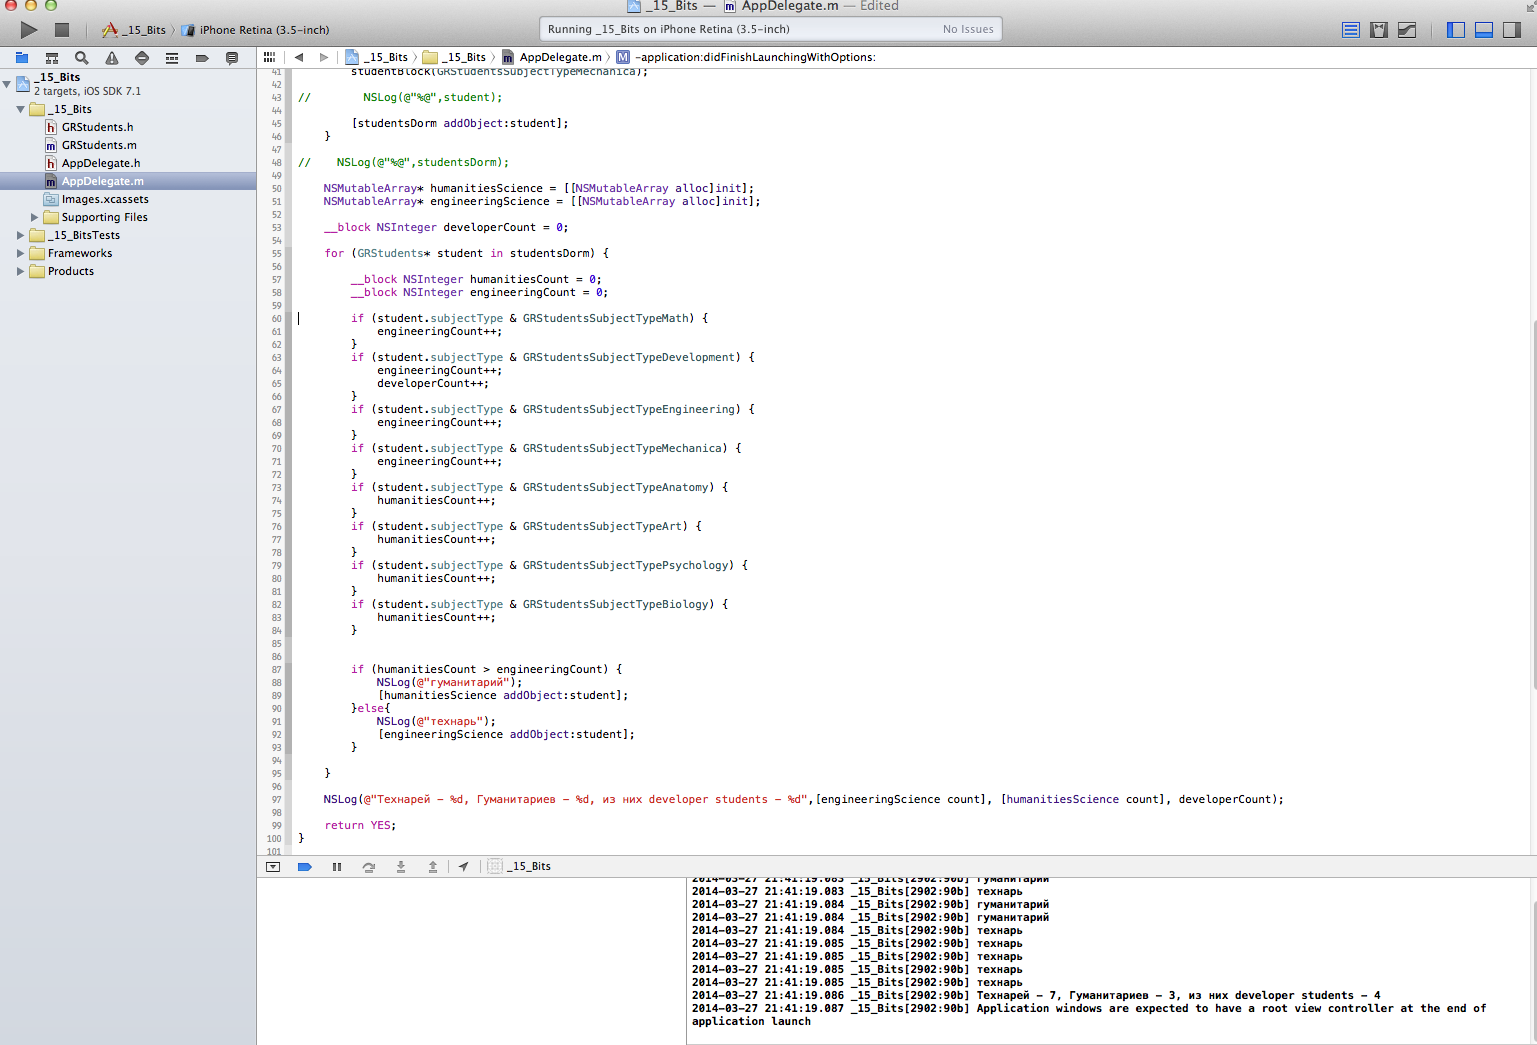 _15_Bits — AppDelegate.m — Edited
_15_Bits iPhone Retina (3.5-inch)
Running _15_Bits on iPhone Retina (3.5-inch) No Issues
_15_Bits _15_Bits AppDelegate.m M -application:didFinishLaunchingWithOptions:
_15_Bits
2 targets, iOS SDK 7.1
_15_Bits
h GRStudents.h
m GRStudents.m
h AppDelegate.h
m AppDelegate.m
Images.xcassets
Supporting Files
_15_BitsTests
Frameworks
Products
41 studentBlock(GRStudentsSubjectTypeMechanica);
42
43 // NSLog(@"%@",student);
44
45 [studentsDorm addObject:student];
46 }
47
48 // NSLog(@"%@",studentsDorm);
49
50 NSMutableArray* humanitiesScience = [[NSMutableArray alloc]init];
51 NSMutableArray* engineeringScience = [[NSMutableArray alloc]init];
52
53 __block NSInteger developerCount = 0;
54
55 for (GRStudents* student in studentsDorm) {
56
57 __block NSInteger humanitiesCount = 0;
58 __block NSInteger engineeringCount = 0;
59
60 if (student.subjectType & GRStudentsSubjectTypeMath) {
61 engineeringCount++;
62 }
63 if (student.subjectType & GRStudentsSubjectTypeDevelopment) {
64 engineeringCount++;
65 developerCount++;
66 }
67 if (student.subjectType & GRStudentsSubjectTypeEngineering) {
68 engineeringCount++;
69 }
70 if (student.subjectType & GRStudentsSubjectTypeMechanica) {
71 engineeringCount++;
72 }
73 if (student.subjectType & GRStudentsSubjectTypeAnatomy) {
74 humanitiesCount++;
75 }
76 if (student.subjectType & GRStudentsSubjectTypeArt) {
77 humanitiesCount++;
78 }
79 if (student.subjectType & GRStudentsSubjectTypePsychology) {
80 humanitiesCount++;
81 }
82 if (student.subjectType & GRStudentsSubjectTypeBiology) {
83 humanitiesCount++;
84 }
85
86
87 if (humanitiesCount > engineeringCount) {
88 NSLog(@"гуманитарий");
89 [humanitiesScience addObject:student];
90 }else{
91 NSLog(@"технарь");
92 [engineeringScience addObject:student];
93 }
94
95 }
96
97 NSLog(@"Технарей - %d, Гуманитариев - %d, из них developer students - %d",[engineeringScience count], [humanitiesScience count], developerCount);
98
99 return YES;
100 }
101
_15_Bits
2014-03-27 21:41:19.083 _15_Bits[2902:90b] гуманитарий
2014-03-27 21:41:19.083 _15_Bits[2902:90b] технарь
2014-03-27 21:41:19.084 _15_Bits[2902:90b] гуманитарий
2014-03-27 21:41:19.084 _15_Bits[2902:90b] гуманитарий
2014-03-27 21:41:19.084 _15_Bits[2902:90b] технарь
2014-03-27 21:41:19.085 _15_Bits[2902:90b] технарь
2014-03-27 21:41:19.085 _15_Bits[2902:90b] технарь
2014-03-27 21:41:19.085 _15_Bits[2902:90b] технарь
2014-03-27 21:41:19.085 _15_Bits[2902:90b] технарь
2014-03-27 21:41:19.086 _15_Bits[2902:90b] Технарей - 7, Гуманитариев - 3, из них developer students - 4
2014-03-27 21:41:19.087 _15_Bits[2902:90b] Application windows are expected to have a root view controller at the end of
application launch